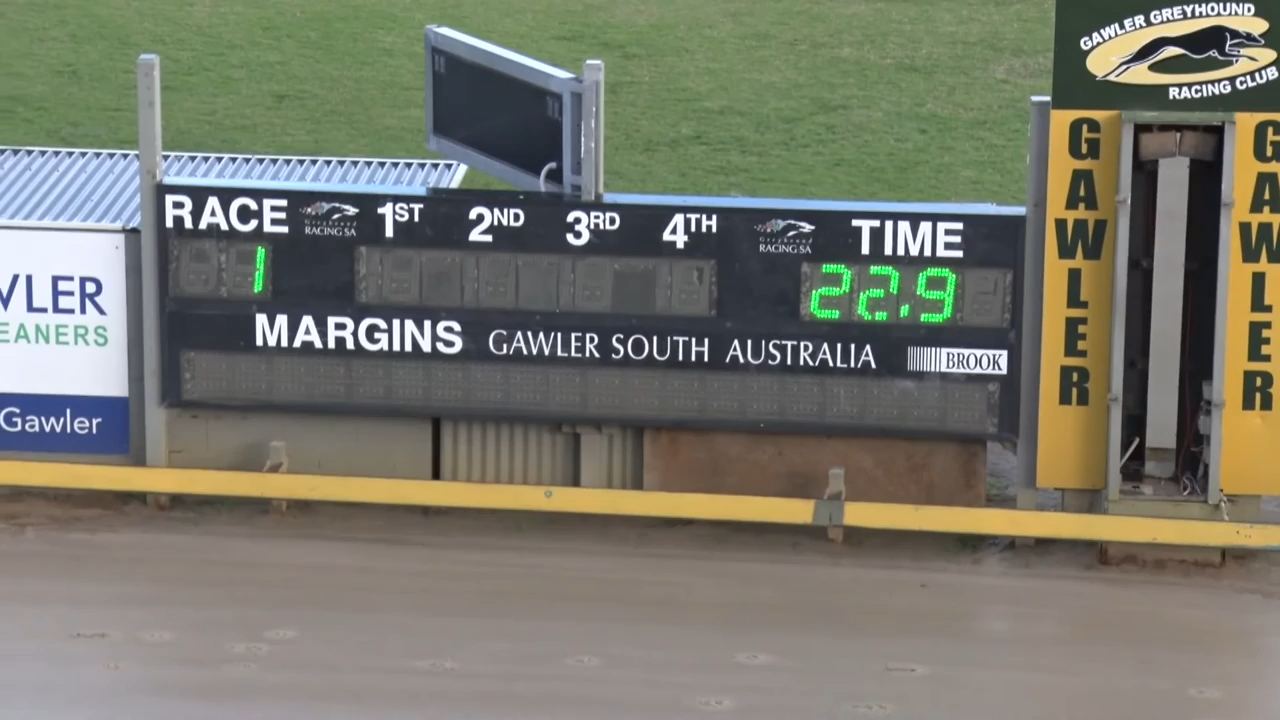 GAWLER GREYHOUND
RACING CLUB
RACE
Greyhound
RACING SA
1ST
2ND
3RD
4TH
Greyhound
RACING SA
TIME
1
22.9
MARGINS
GAWLER SOUTH AUSTRALIA
BROOK
WLER
EANERS
Gawler
GAWLER
GAWLER